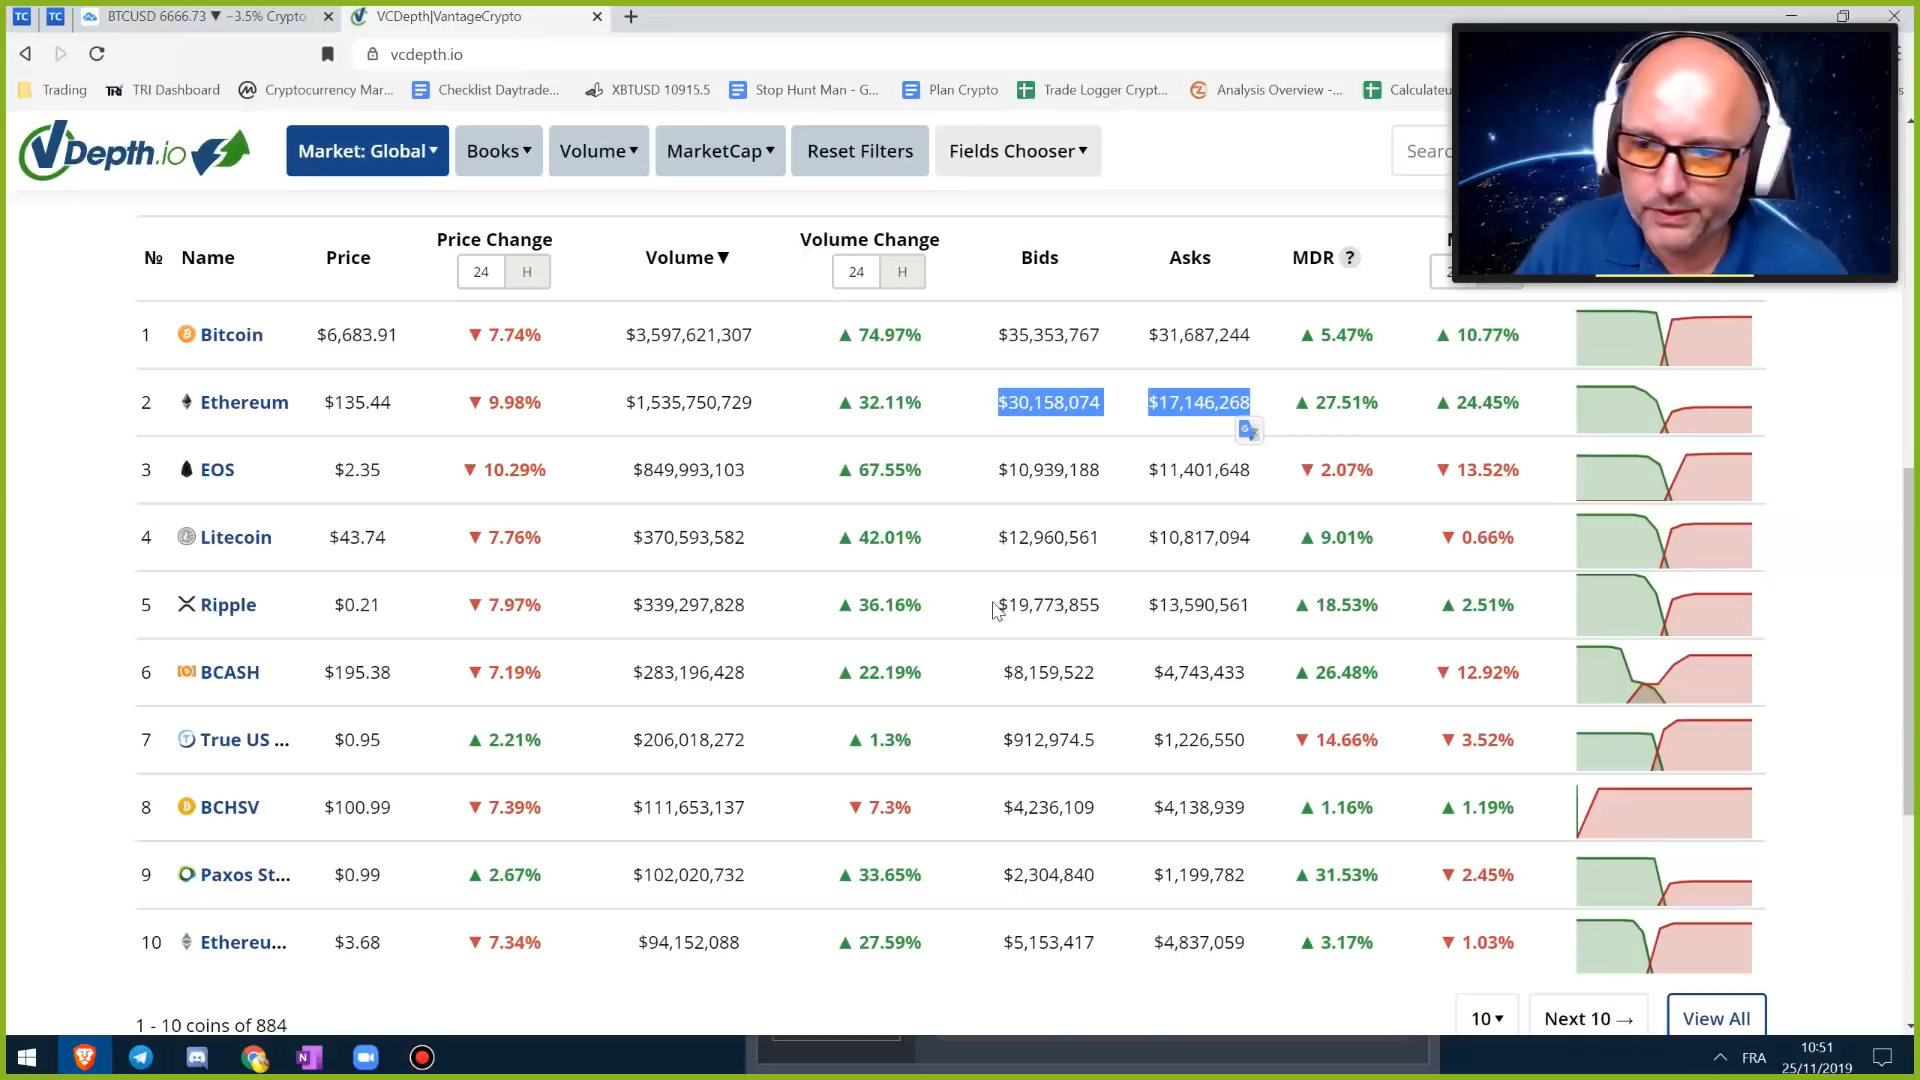 TC
TC
BTCUSD 6666.73 ▼ −3.5% Crypto
VCDepth|VantageCrypto
vcdepth.io
Trading
TRI Dashboard
Cryptocurrency Mar...
Checklist Daytrade...
XBTUSD 10915.5
Stop Hunt Man - G...
Plan Crypto
Trade Logger Crypt...
Analysis Overview -...
Calculateu
VDepth.io
Market: Global▾
Books▾
Volume▾
MarketCap▾
Reset Filters
Fields Chooser▾
Searc
№ Name Price Price Change 24 H Volume▼ Volume Change 24 H Bids Asks MDR ?
1 Bitcoin $6,683.91 ▼ 7.74% $3,597,621,307 ▲ 74.97% $35,353,767 $31,687,244 ▲ 5.47% ▲ 10.77%
2 Ethereum $135.44 ▼ 9.98% $1,535,750,729 ▲ 32.11% $30,158,074 $17,146,268 ▲ 27.51% ▲ 24.45%
3 EOS $2.35 ▼ 10.29% $849,993,103 ▲ 67.55% $10,939,188 $11,401,648 ▼ 2.07% ▼ 13.52%
4 Litecoin $43.74 ▼ 7.76% $370,593,582 ▲ 42.01% $12,960,561 $10,817,094 ▲ 9.01% ▼ 0.66%
5 Ripple $0.21 ▼ 7.97% $339,297,828 ▲ 36.16% $19,773,855 $13,590,561 ▲ 18.53% ▲ 2.51%
6 BCASH $195.38 ▼ 7.19% $283,196,428 ▲ 22.19% $8,159,522 $4,743,433 ▲ 26.48% ▼ 12.92%
7 True US ... $0.95 ▲ 2.21% $206,018,272 ▲ 1.3% $912,974.5 $1,226,550 ▼ 14.66% ▼ 3.52%
8 BCHSV $100.99 ▼ 7.39% $111,653,137 ▼ 7.3% $4,236,109 $4,138,939 ▲ 1.16% ▲ 1.19%
9 Paxos St... $0.99 ▲ 2.67% $102,020,732 ▲ 33.65% $2,304,840 $1,199,782 ▲ 31.53% ▼ 2.45%
10 Ethereu... $3.68 ▼ 7.34% $94,152,088 ▲ 27.59% $5,153,417 $4,837,059 ▲ 3.17% ▼ 1.03%
1 - 10 coins of 884
10▾
Next 10 →
View All
FRA
10:51
25/11/2019